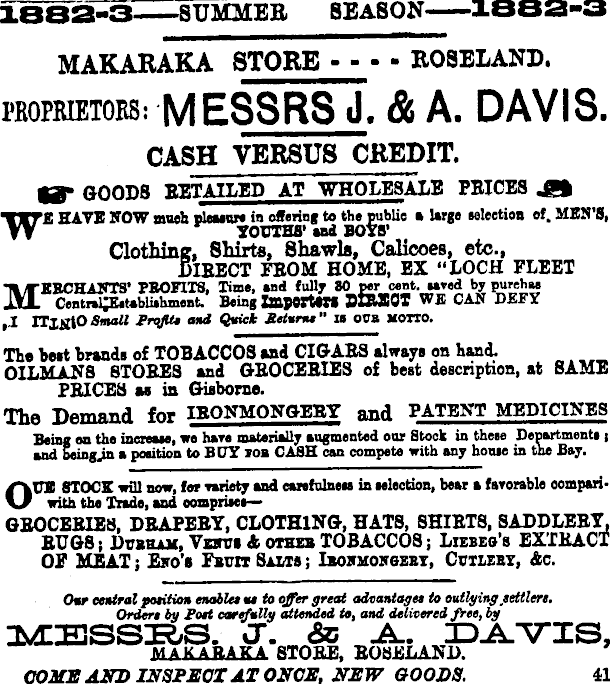 1882-3——SUMMER SEASON——1882-3
MAKARAKA STORE - - - - ROSELAND.
PROPRIETORS: MESSRS J. & A. DAVIS.
CASH VERSUS CREDIT.
GOODS RETAILED AT WHOLESALE PRICES
WE HAVE NOW much pleasure in offering to the public a large selection of MEN'S,
YOUTHS' and BOYS'
Clothing, Shirts, Shawls, Calicoes, etc.,
DIRECT FROM HOME, EX "LOCH FLEET
MERCHANTS' PROFITS, Time, and fully 30 per cent. saved by purchas
Central Establishment. Being Importers DIRECT WE CAN DEFY
Small Profits and Quick Returns" IS OUR MOTTO.
The best brands of TOBACCOS and CIGARS always on hand.
OILMANS STORES and GROCERIES of best description, at SAME
PRICES as in Gisborne.
The Demand for IRONMONGERY and PATENT MEDICINES
Being on the increase, we have materially augmented our Stock in these Departments ;
and being in a position to BUY FOR CASH can compete with any house in the Bay.
OUR STOCK will now, for variety and carefulness in selection, bear a favorable compari-
with the Trade, and comprises—
GROCERIES, DRAPERY, CLOTHING, HATS, SHIRTS, SADDLERY,
RUGS; DURHAM, VENUS & OTHER TOBACCOS; LIEBEG'S EXTRACT
OF MEAT; ENO'S FRUIT SALTS; IRONMONGERY, CUTLERY, &C.
Our central position enables us to offer great advantages to outlying settlers.
Orders by Post carefully attended to, and delivered free, by
MESSRS. J. & A. DAVIS,
MAKARAKA STORE, ROSELAND.
COME AND INSPECT AT ONCE, NEW GOODS. 41